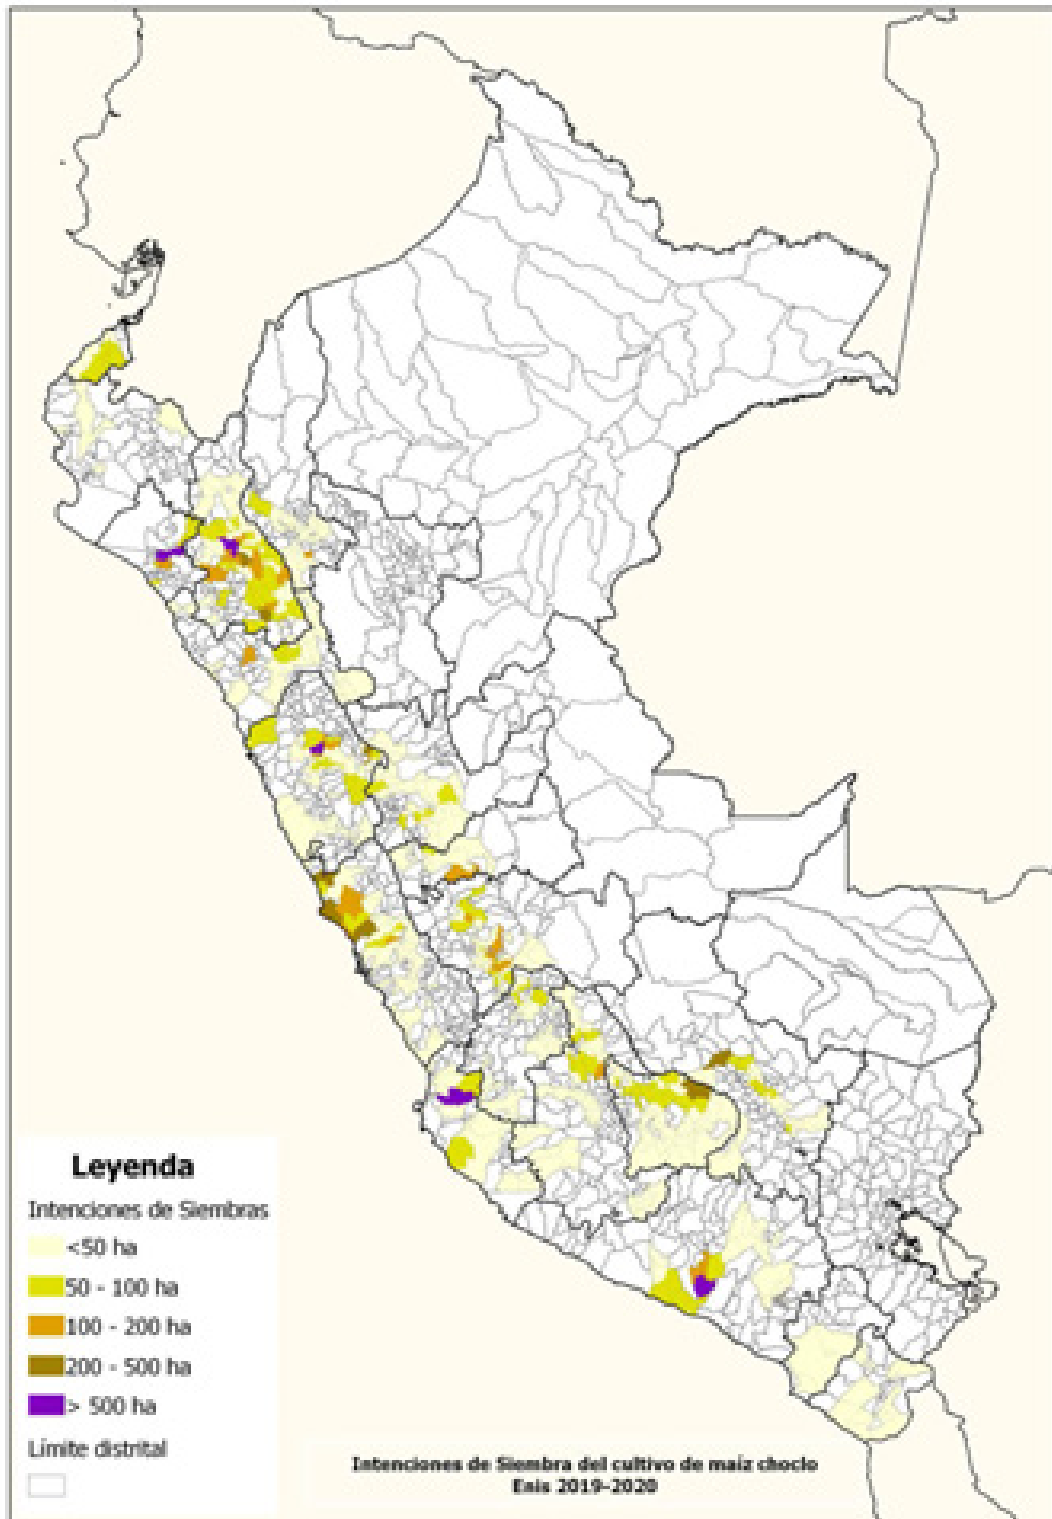 Leyenda
Intenciones de Siembras
<50 ha
50 - 100 ha
100 - 200 ha
200 - 500 ha
> 500 ha
Límite distrital
Intenciones de Siembra del cultivo de maíz choclo
Enis 2019-2020